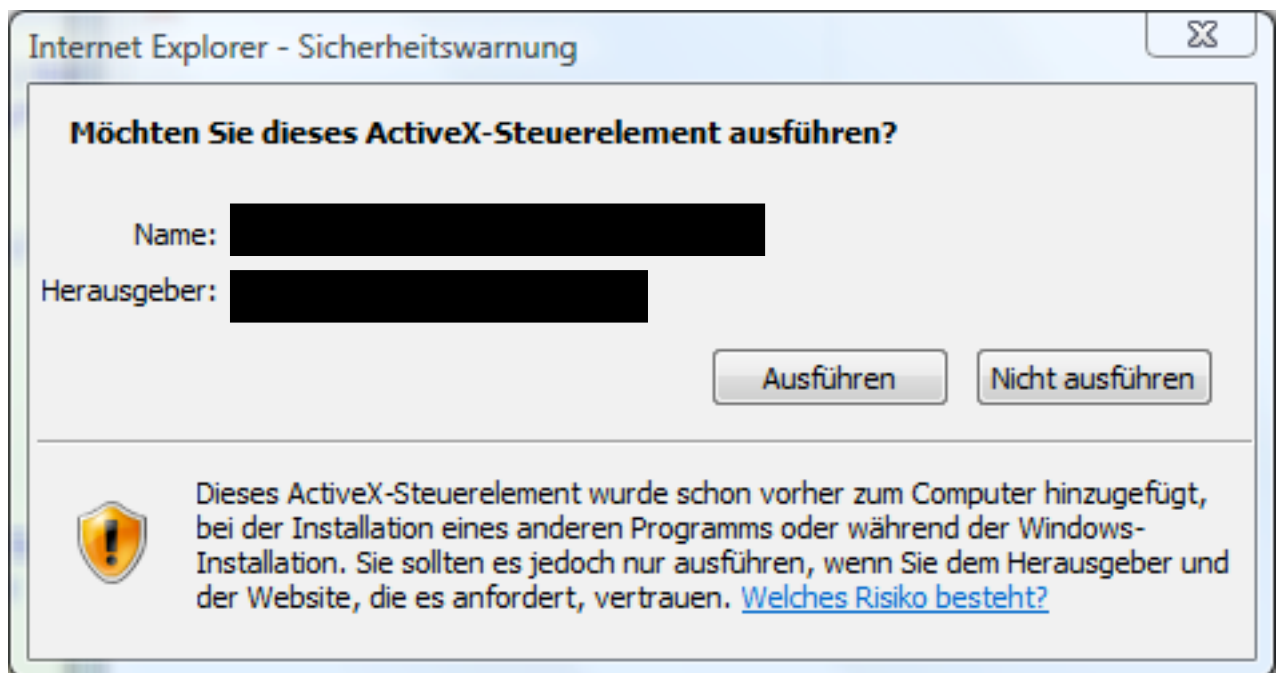 Internet Explorer - Sicherheitswarnung
Möchten Sie dieses ActiveX-Steuerelement ausführen?
Name:
Herausgeber:
Ausführen Nicht ausführen
Dieses ActiveX-Steuerelement wurde schon vorher zum Computer hinzugefügt,
bei der Installation eines anderen Programms oder während der Windows-
Installation. Sie sollten es jedoch nur ausführen, wenn Sie dem Herausgeber und
der Website, die es anfordert, vertrauen. Welches Risiko besteht?